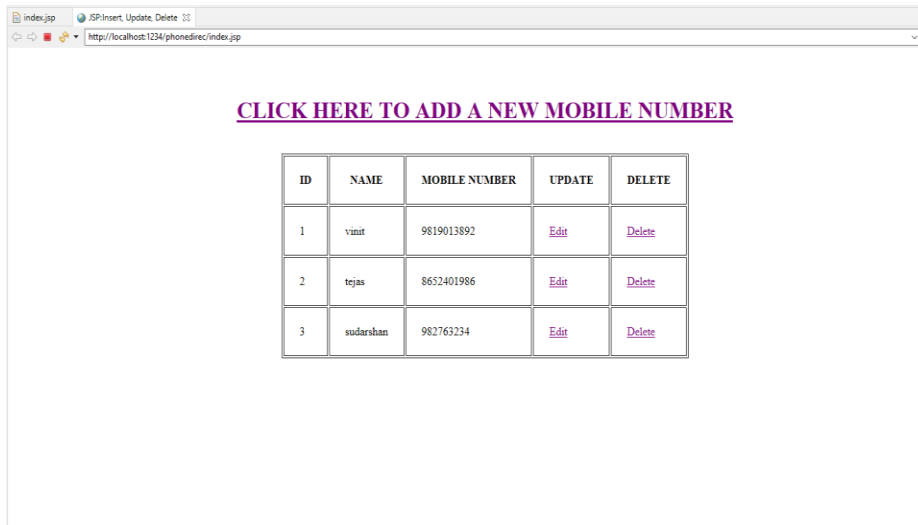 index.jsp JSP:Insert, Update, Delete
http://localhost:1234/phonedirec/index.jsp
CLICK HERE TO ADD A NEW MOBILE NUMBER
ID NAME MOBILE NUMBER UPDATE DELETE
1 vinit 9819013892 Edit Delete
2 tejas 8652401986 Edit Delete
3 sudarshan 982763234 Edit Delete